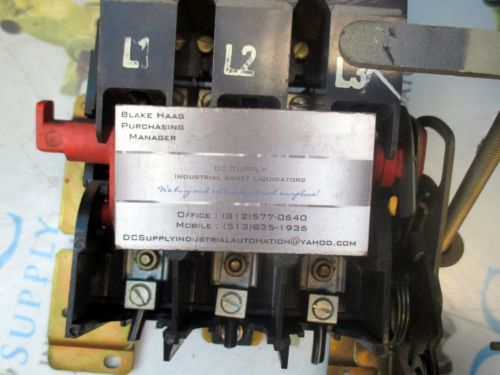 L1
L2
L3
Blake Haag
Purchasing
Manager
DC Supply
Industrial Asset Liquidators
We buy and sell industrial surplus!
Office : (812)577-0640
Mobile : (513)835-1936
DCSupplyindustrialautomation@yahoo.com
SUPPLY